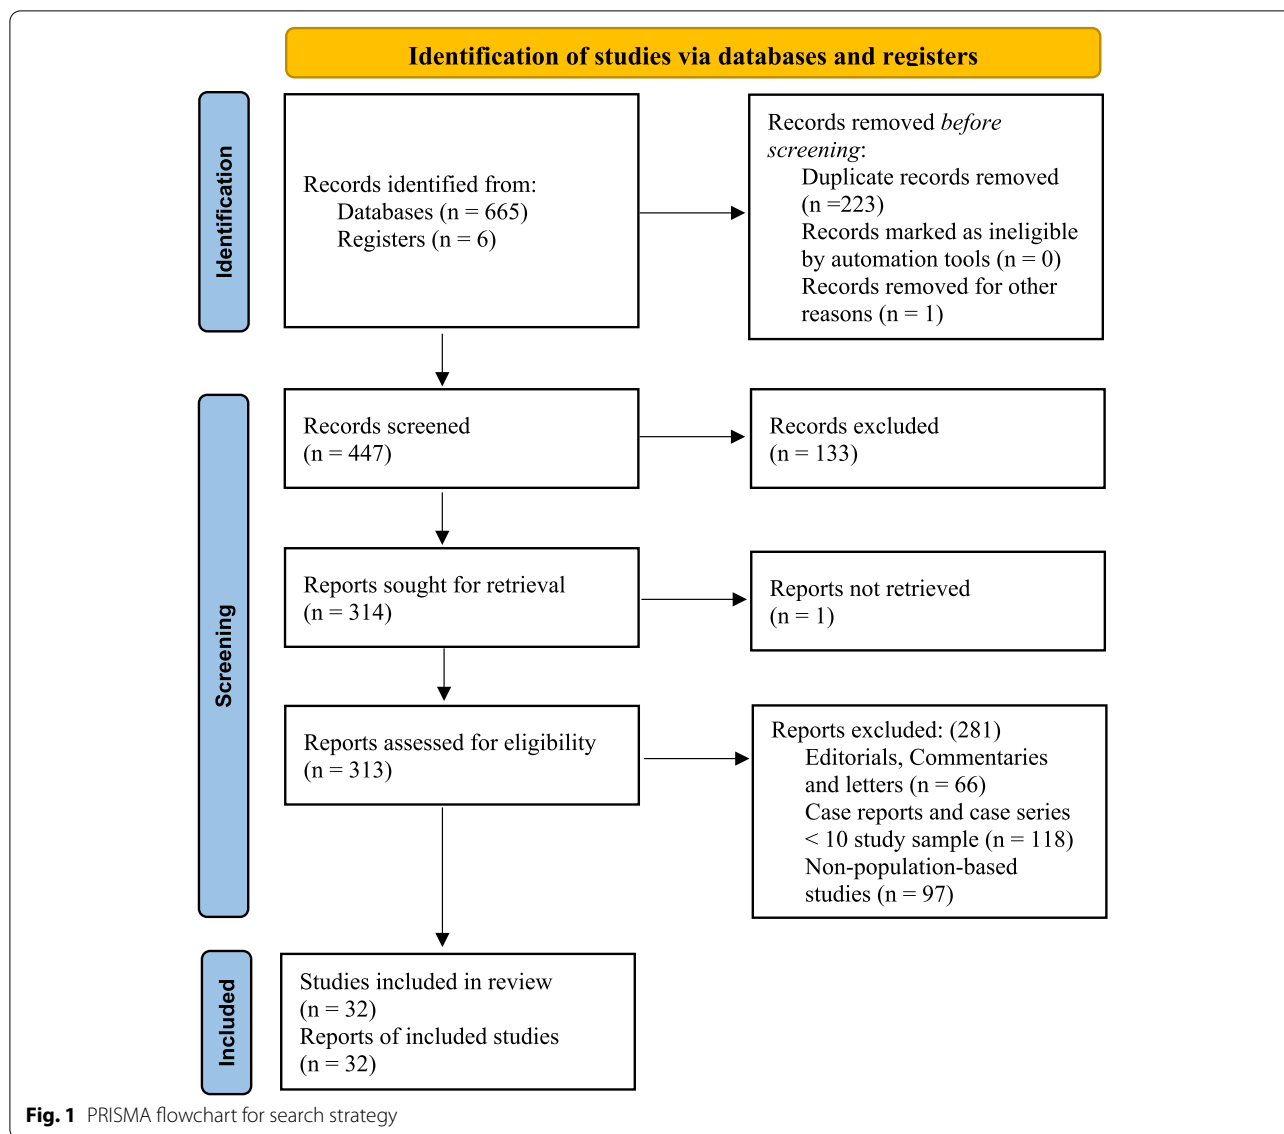 Identification of studies via databases and registers
Identification
Records identified from:
Databases (n = 665)
Registers (n = 6)
Records removed before
screening:
Duplicate records removed
(n =223)
Records marked as ineligible
by automation tools (n = 0)
Records removed for other
reasons (n = 1)
Screening
Records screened
(n = 447)
Records excluded
(n = 133)
Reports sought for retrieval
(n = 314)
Reports not retrieved
(n = 1)
Reports assessed for eligibility
(n = 313)
Reports excluded: (281)
Editorials, Commentaries
and letters (n = 66)
Case reports and case series
< 10 study sample (n = 118)
Non-population-based
studies (n = 97)
Included
Studies included in review
(n = 32)
Reports of included studies
(n = 32)
Fig. 1 PRISMA flowchart for search strategy